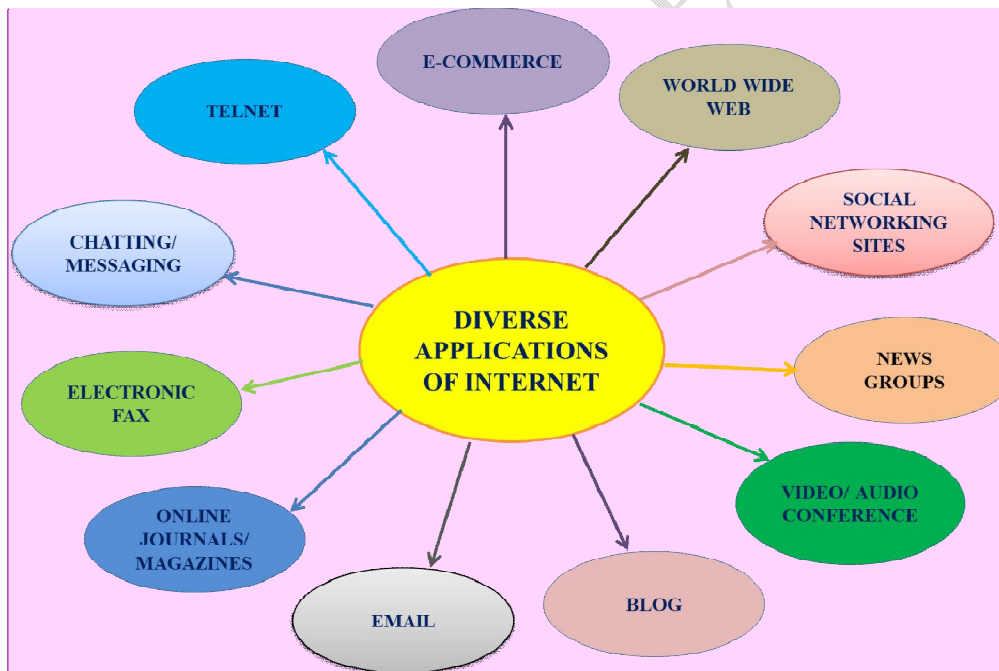 E-COMMERCE
WORLD WIDE
WEB
TELNET
SOCIAL
NETWORKING
SITES
CHATTING/
MESSAGING
DIVERSE
APPLICATIONS
OF INTERNET
NEWS
GROUPS
ELECTRONIC
FAX
VIDEO/ AUDIO
CONFERENCE
ONLINE
JOURNALS/
MAGAZINES
BLOG
EMAIL